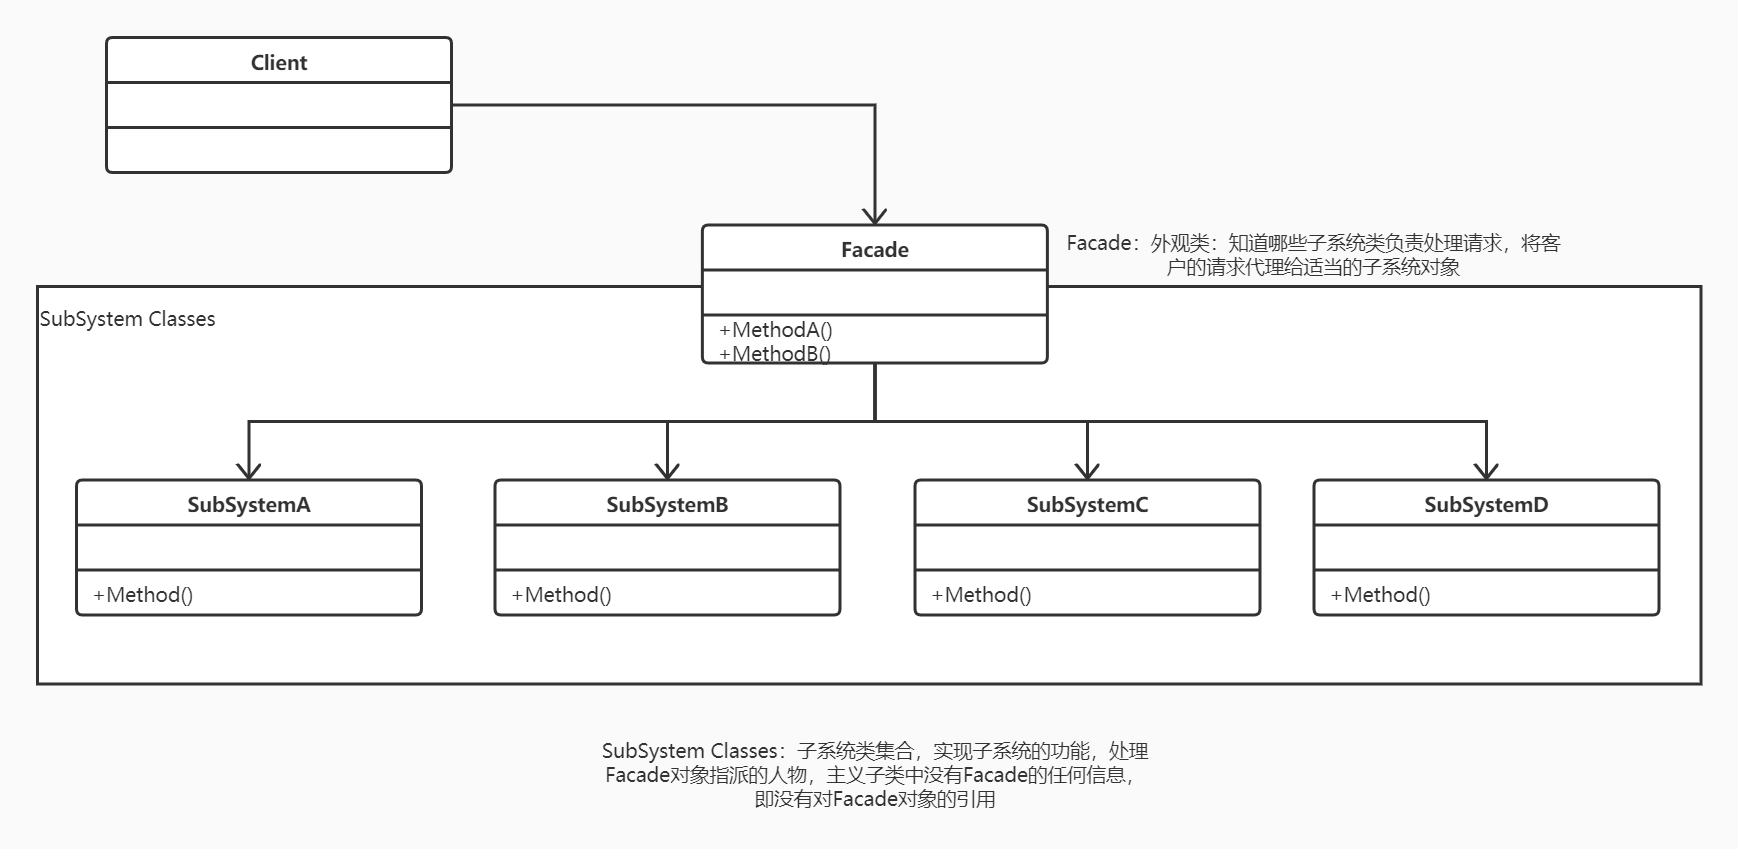 Client
Facade
Facade：外观类：知道哪些子系统类负责处理请求，将客
户的请求代理给适当的子系统对象
SubSystem Classes
+MethodA()
+MethodB()
SubSystemA
SubSystemB
SubSystemC
SubSystemD
+Method()
+Method()
+Method()
+Method()
SubSystem Classes：子系统类集合，实现子系统的功能，处理
Facade对象指派的人物，主义子类中没有Facade的任何信息，
即没有对Facade对象的引用